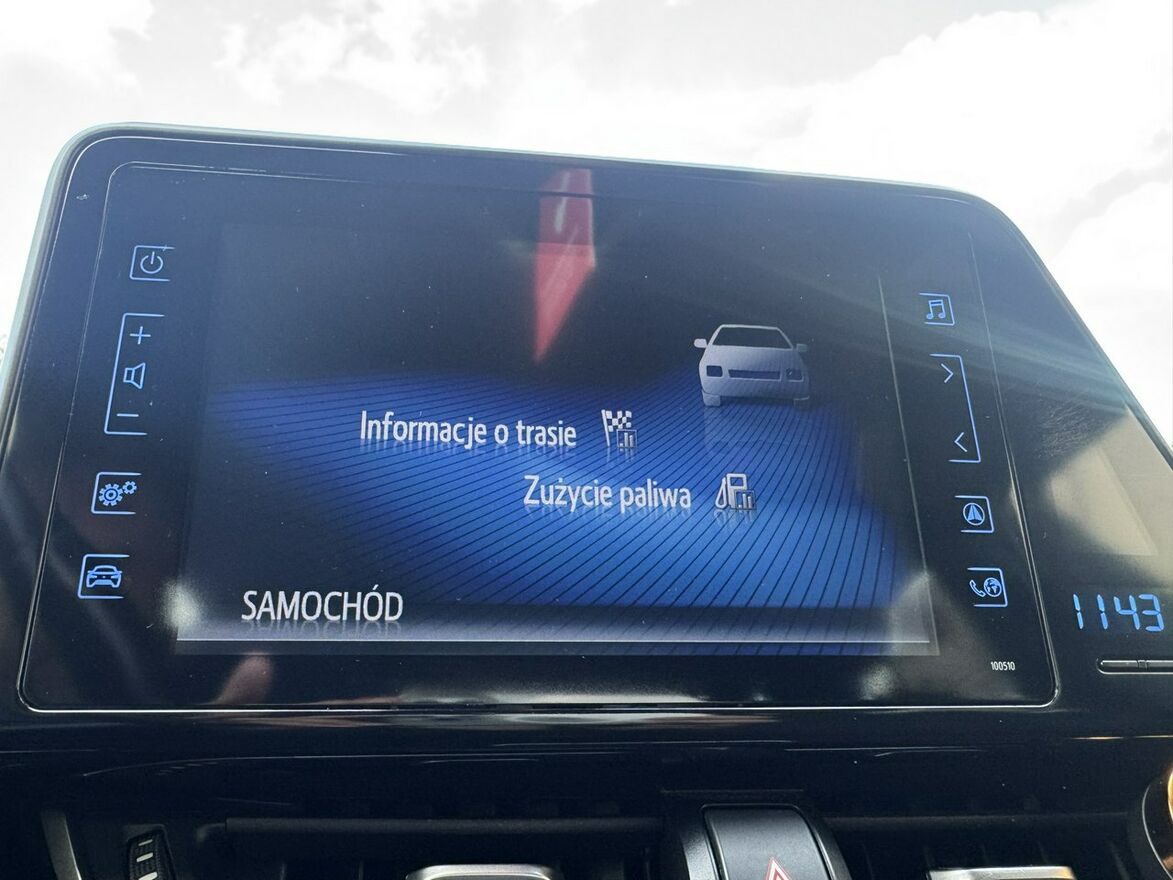 Informacje o trasie
Zużycie paliwa
SAMOCHÓD
1143
100510